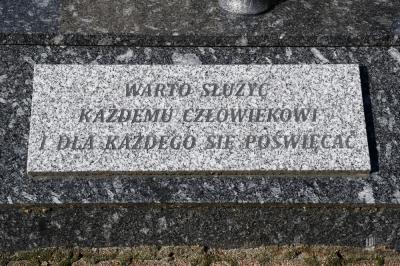 WARTO SŁUŻYĆ
KAŻDEMU CZŁOWIEKOWI
I DLA KAŻDEGO SIĘ POŚWIĘCAĆ